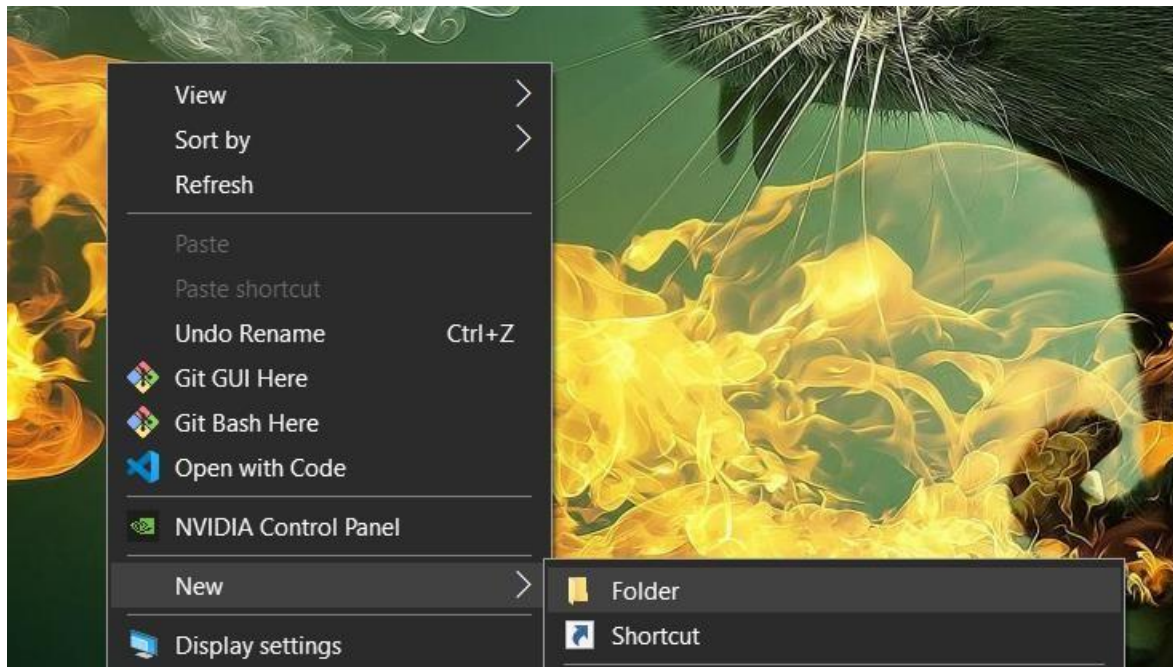 View
Sort by
Refresh
Paste
Paste shortcut
Undo Rename Ctrl+Z
Git GUI Here
Git Bash Here
Open with Code
NVIDIA Control Panel
New
Folder
Shortcut
Display settings